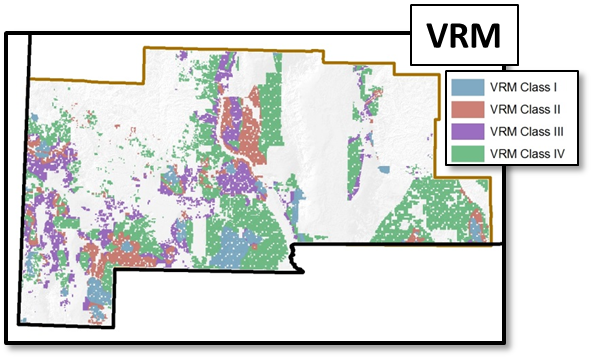 VRM
VRM Class I
VRM Class II
VRM Class III
VRM Class IV